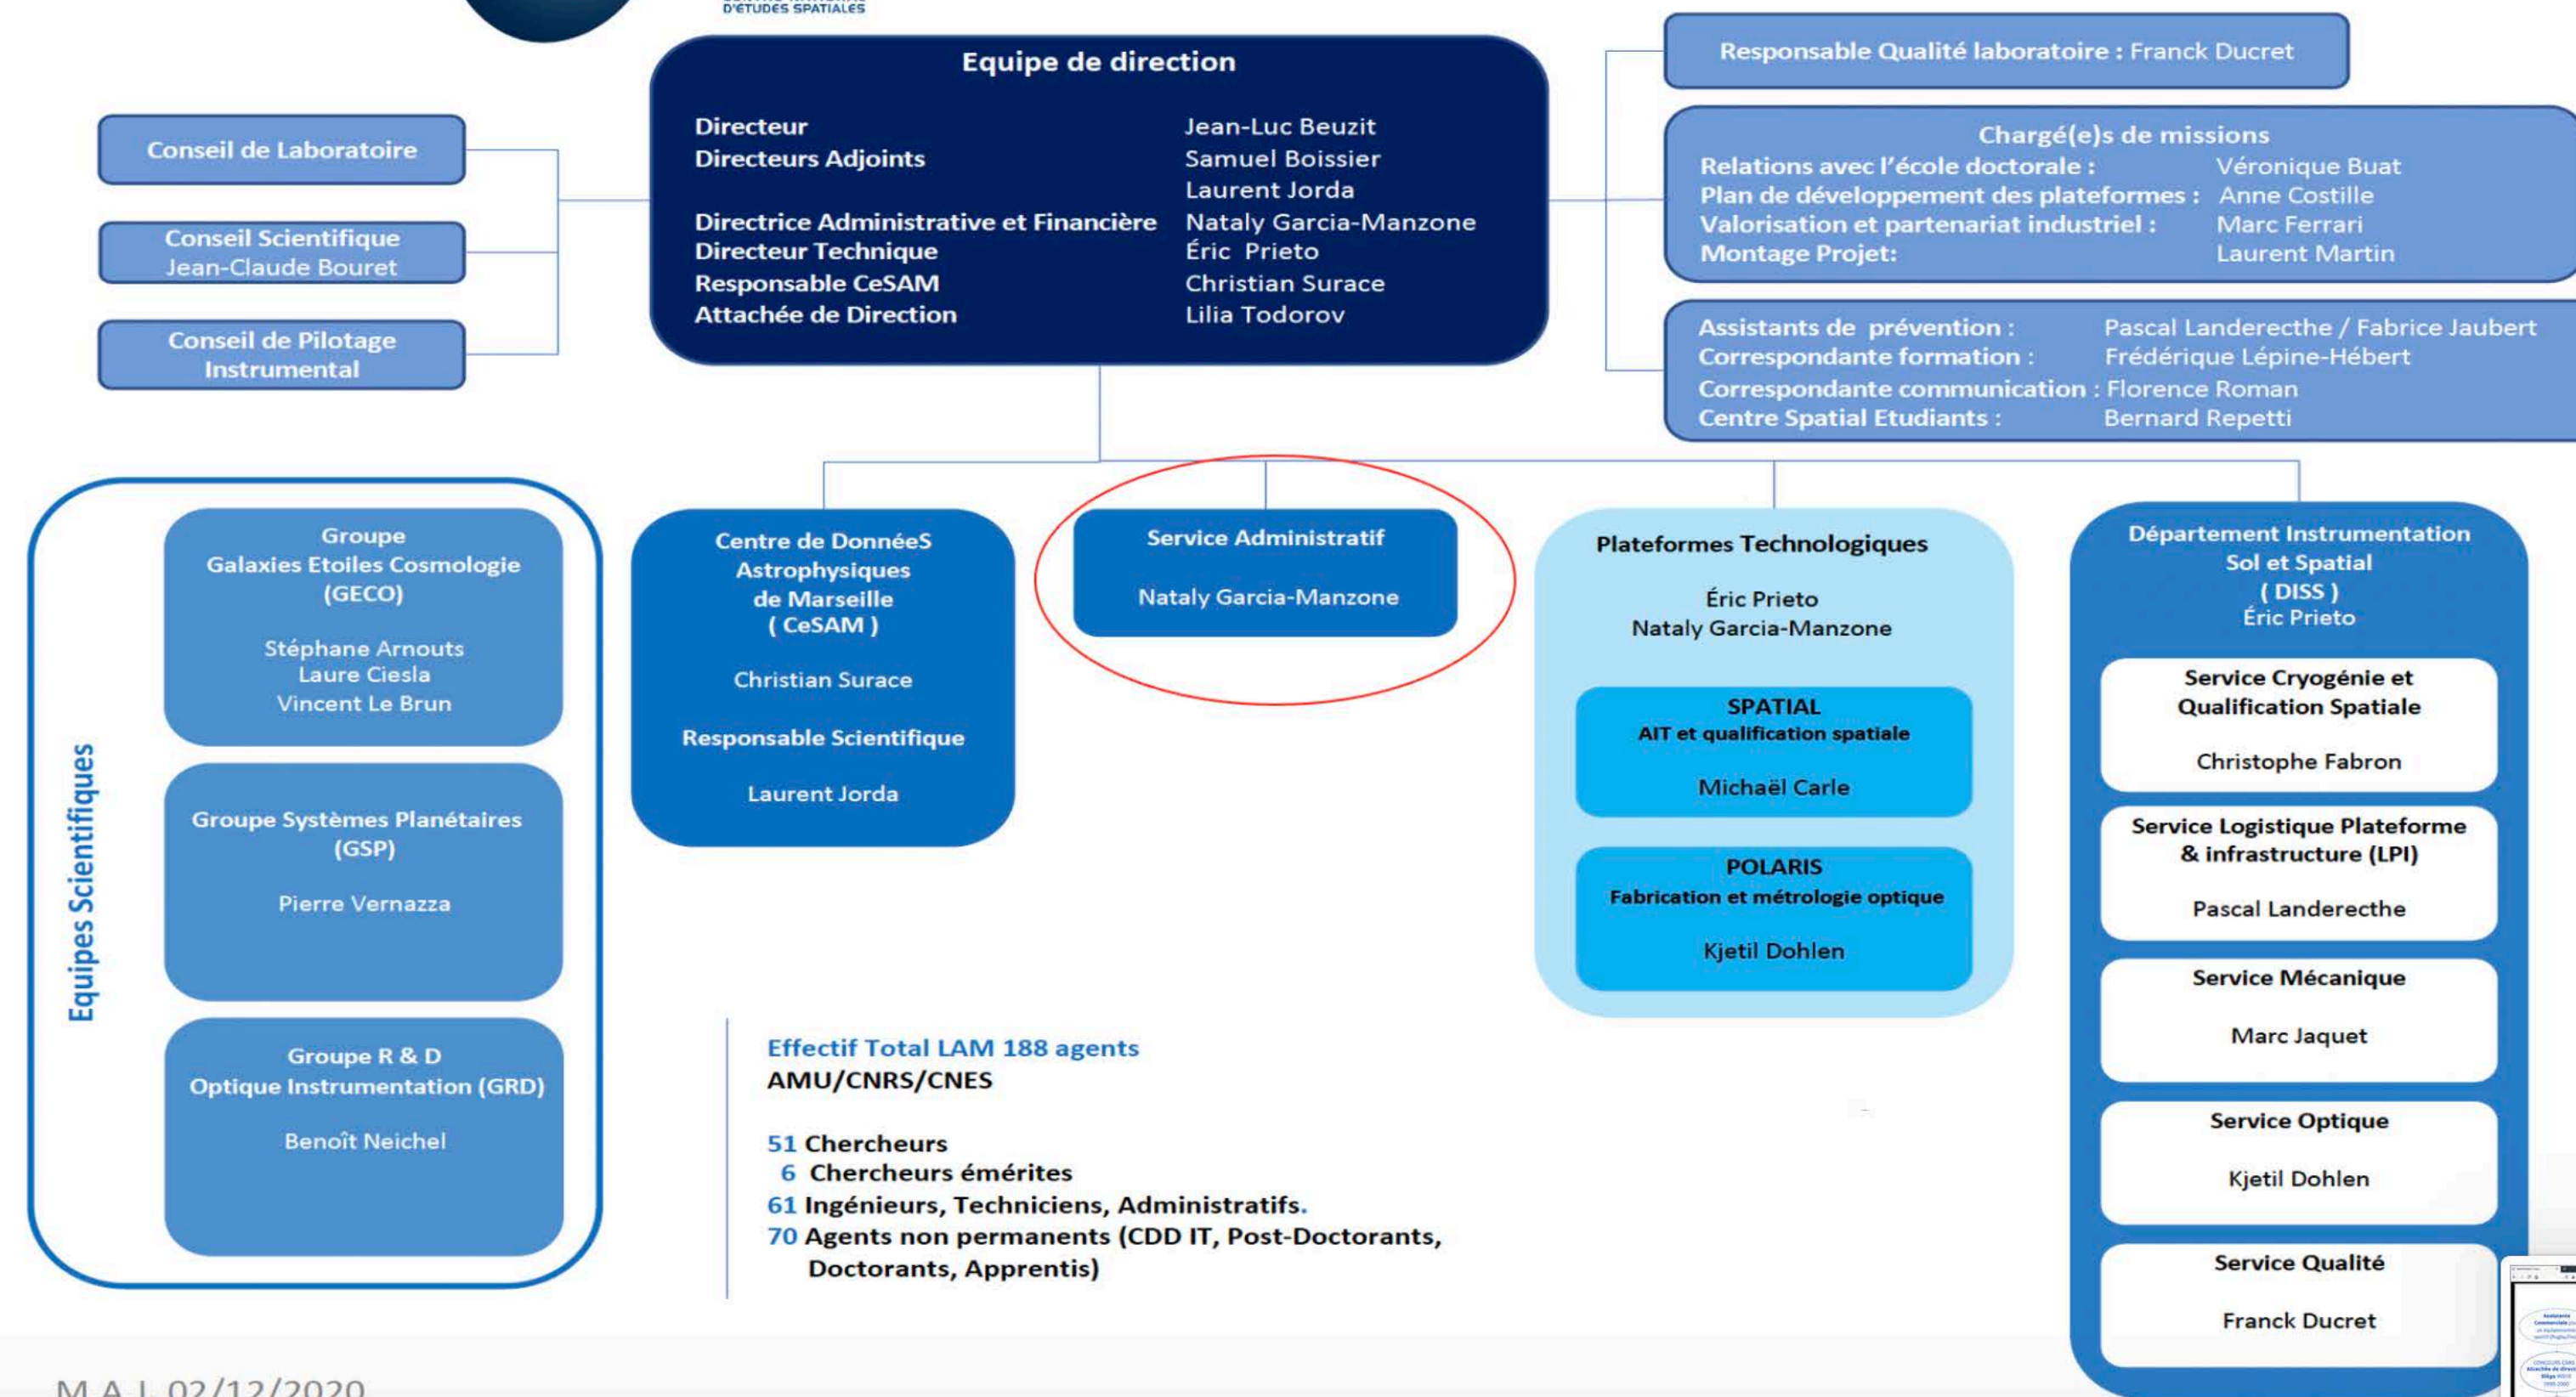 D'ETUDES SPATIALES
Equipe de direction
Directeur Jean-Luc Beuzit
Directeurs Adjoints Samuel Boissier
Laurent Jorda
Directrice Administrative et Financière Nataly Garcia-Manzone
Directeur Technique Éric Prieto
Responsable CeSAM Christian Surace
Attachée de Direction Lilia Todorov
Conseil de Laboratoire
Conseil Scientifique
Jean-Claude Bouret
Conseil de Pilotage
Instrumental
Responsable Qualité laboratoire : Franck Ducret
Chargé(e)s de missions
Relations avec l'école doctorale : Véronique Buat
Plan de développement des plateformes : Anne Costille
Valorisation et partenariat industriel : Marc Ferrari
Montage Projet: Laurent Martin
Assistants de prévention : Pascal Landerecthe / Fabrice Jaubert
Correspondante formation : Frédérique Lépine-Hébert
Correspondante communication : Florence Roman
Centre Spatial Etudiants : Bernard Repetti
Equipes Scientifiques
Groupe
Galaxies Etoiles Cosmologie
(GECO)
Stéphane Arnouts
Laure Ciesla
Vincent Le Brun
Groupe Systèmes Planétaires
(GSP)
Pierre Vernazza
Groupe R & D
Optique Instrumentation (GRD)
Benoît Neichel
Centre de DonnéeS
Astrophysiques
de Marseille
( CeSAM )
Christian Surace
Responsable Scientifique
Laurent Jorda
Service Administratif
Nataly Garcia-Manzone
Plateformes Technologiques
Éric Prieto
Nataly Garcia-Manzone
SPATIAL
AIT et qualification spatiale
Michaël Carle
POLARIS
Fabrication et métrologie optique
Kjetil Dohlen
Département Instrumentation
Sol et Spatial
( DISS )
Éric Prieto
Service Cryogénie et
Qualification Spatiale
Christophe Fabron
Service Logistique Plateforme
& infrastructure (LPI)
Pascal Landerecthe
Service Mécanique
Marc Jaquet
Service Optique
Kjetil Dohlen
Service Qualité
Franck Ducret
Effectif Total LAM 188 agents
AMU/CNRS/CNES
51 Chercheurs
6 Chercheurs émérites
61 Ingénieurs, Techniciens, Administratifs.
70 Agents non permanents (CDD IT, Post-Doctorants,
Doctorants, Apprentis)
M.A.J. 02/12/2020